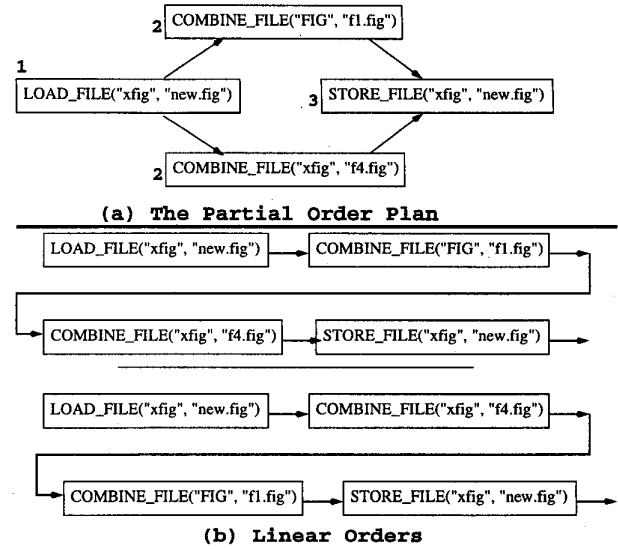 2 COMBINE_FILE("FIG", "f1.fig")
1
LOAD_FILE("xfig", "new.fig")
3 STORE_FILE("xfig", "new.fig")
2 COMBINE_FILE("xfig", "f4.fig")
(a) The Partial Order Plan
LOAD_FILE("xfig", "new.fig") COMBINE_FILE("FIG", "f1.fig")
COMBINE_FILE("xfig", "f4.fig") STORE_FILE("xfig", "new.fig")
LOAD_FILE("xfig", "new.fig") COMBINE_FILE("xfig", "f4.fig")
COMBINE_FILE("FIG", "f1.fig") STORE_FILE("xfig", "new.fig")
(b) Linear Orders